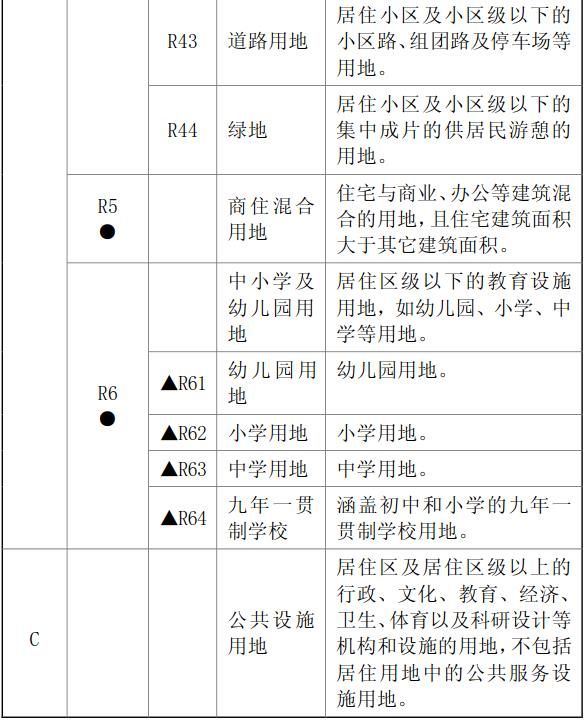 R43
道路用地
居住小区及小区级以下的
小区路、组团路及停车场等
用地。
R44
绿地
居住小区及小区级以下的
集中成片的供居民游憩的
用地。
R5
●
商住混合
用地
住宅与商业、办公等建筑混
合的用地,且住宅建筑面积
大于其它建筑面积。
R6
●
中小学及
幼儿园用
地
居住区级以下的教育设施
用地,如幼儿园、小学、中
学等用地。
▲R61
幼儿园用
地
幼儿园用地。
▲R62
小学用地
小学用地。
▲R63
中学用地
中学用地。
▲R64
九年一贯
制学校
涵盖初中和小学的九年一
贯制学校用地。
C
公共设施
用地
居住区及居住区级以上的
行政、文化、教育、经济、
卫生、体育以及科研设计等
机构和设施的用地,不包括
居住用地中的公共服务设
施用地。